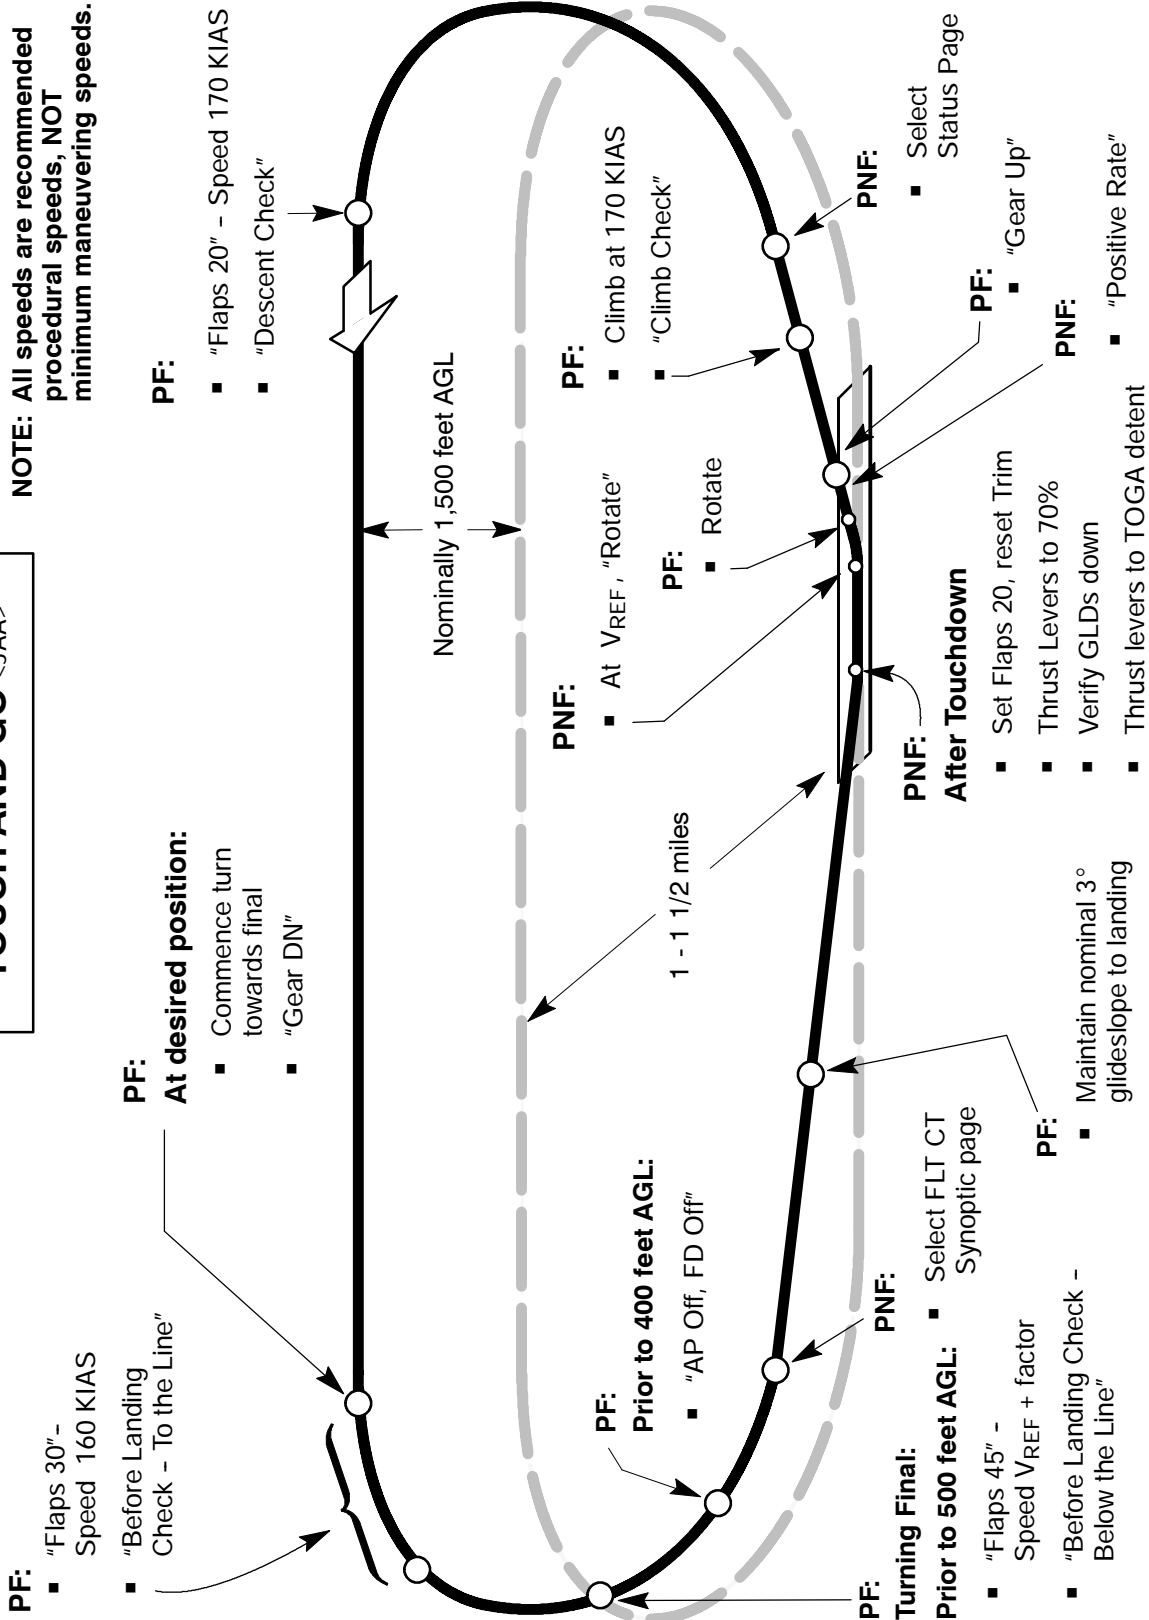 TOUCH AND GO <JAA>
NOTE: All speeds are recommended
procedural speeds, NOT
minimum maneuvering speeds.
PF:
▪ “Flaps 30” –
Speed 160 KIAS
▪ “Before Landing
Check – To the Line”
PF:
At desired position:
▪ Commence turn
towards final
▪ “Gear DN”
PF:
▪ “Flaps 20” – Speed 170 KIAS
▪ “Descent Check”
Nominally 1,500 feet AGL
PF:
Prior to 400 feet AGL:
▪ “AP Off, FD Off”
1 - 1 1/2 miles
PNF:
▪ At VREF, “Rotate”
PF:
▪ Rotate
PF:
▪ Climb at 170 KIAS
▪ “Climb Check”
PF:
Turning Final:
Prior to 500 feet AGL:
▪ “Flaps 45” –
Speed VREF + factor
▪ “Before Landing Check –
Below the Line”
PNF:
▪ Select FLT CT
Synoptic page
PF:
▪ Maintain nominal 3°
glideslope to landing
PNF:
After Touchdown
▪ Set Flaps 20, reset Trim
▪ Thrust Levers to 70%
▪ Verify GLDs down
▪ Thrust levers to TOGA detent
PNF:
▪ “Positive Rate”
PF:
▪ “Gear Up”
PNF:
▪ Select
Status Page